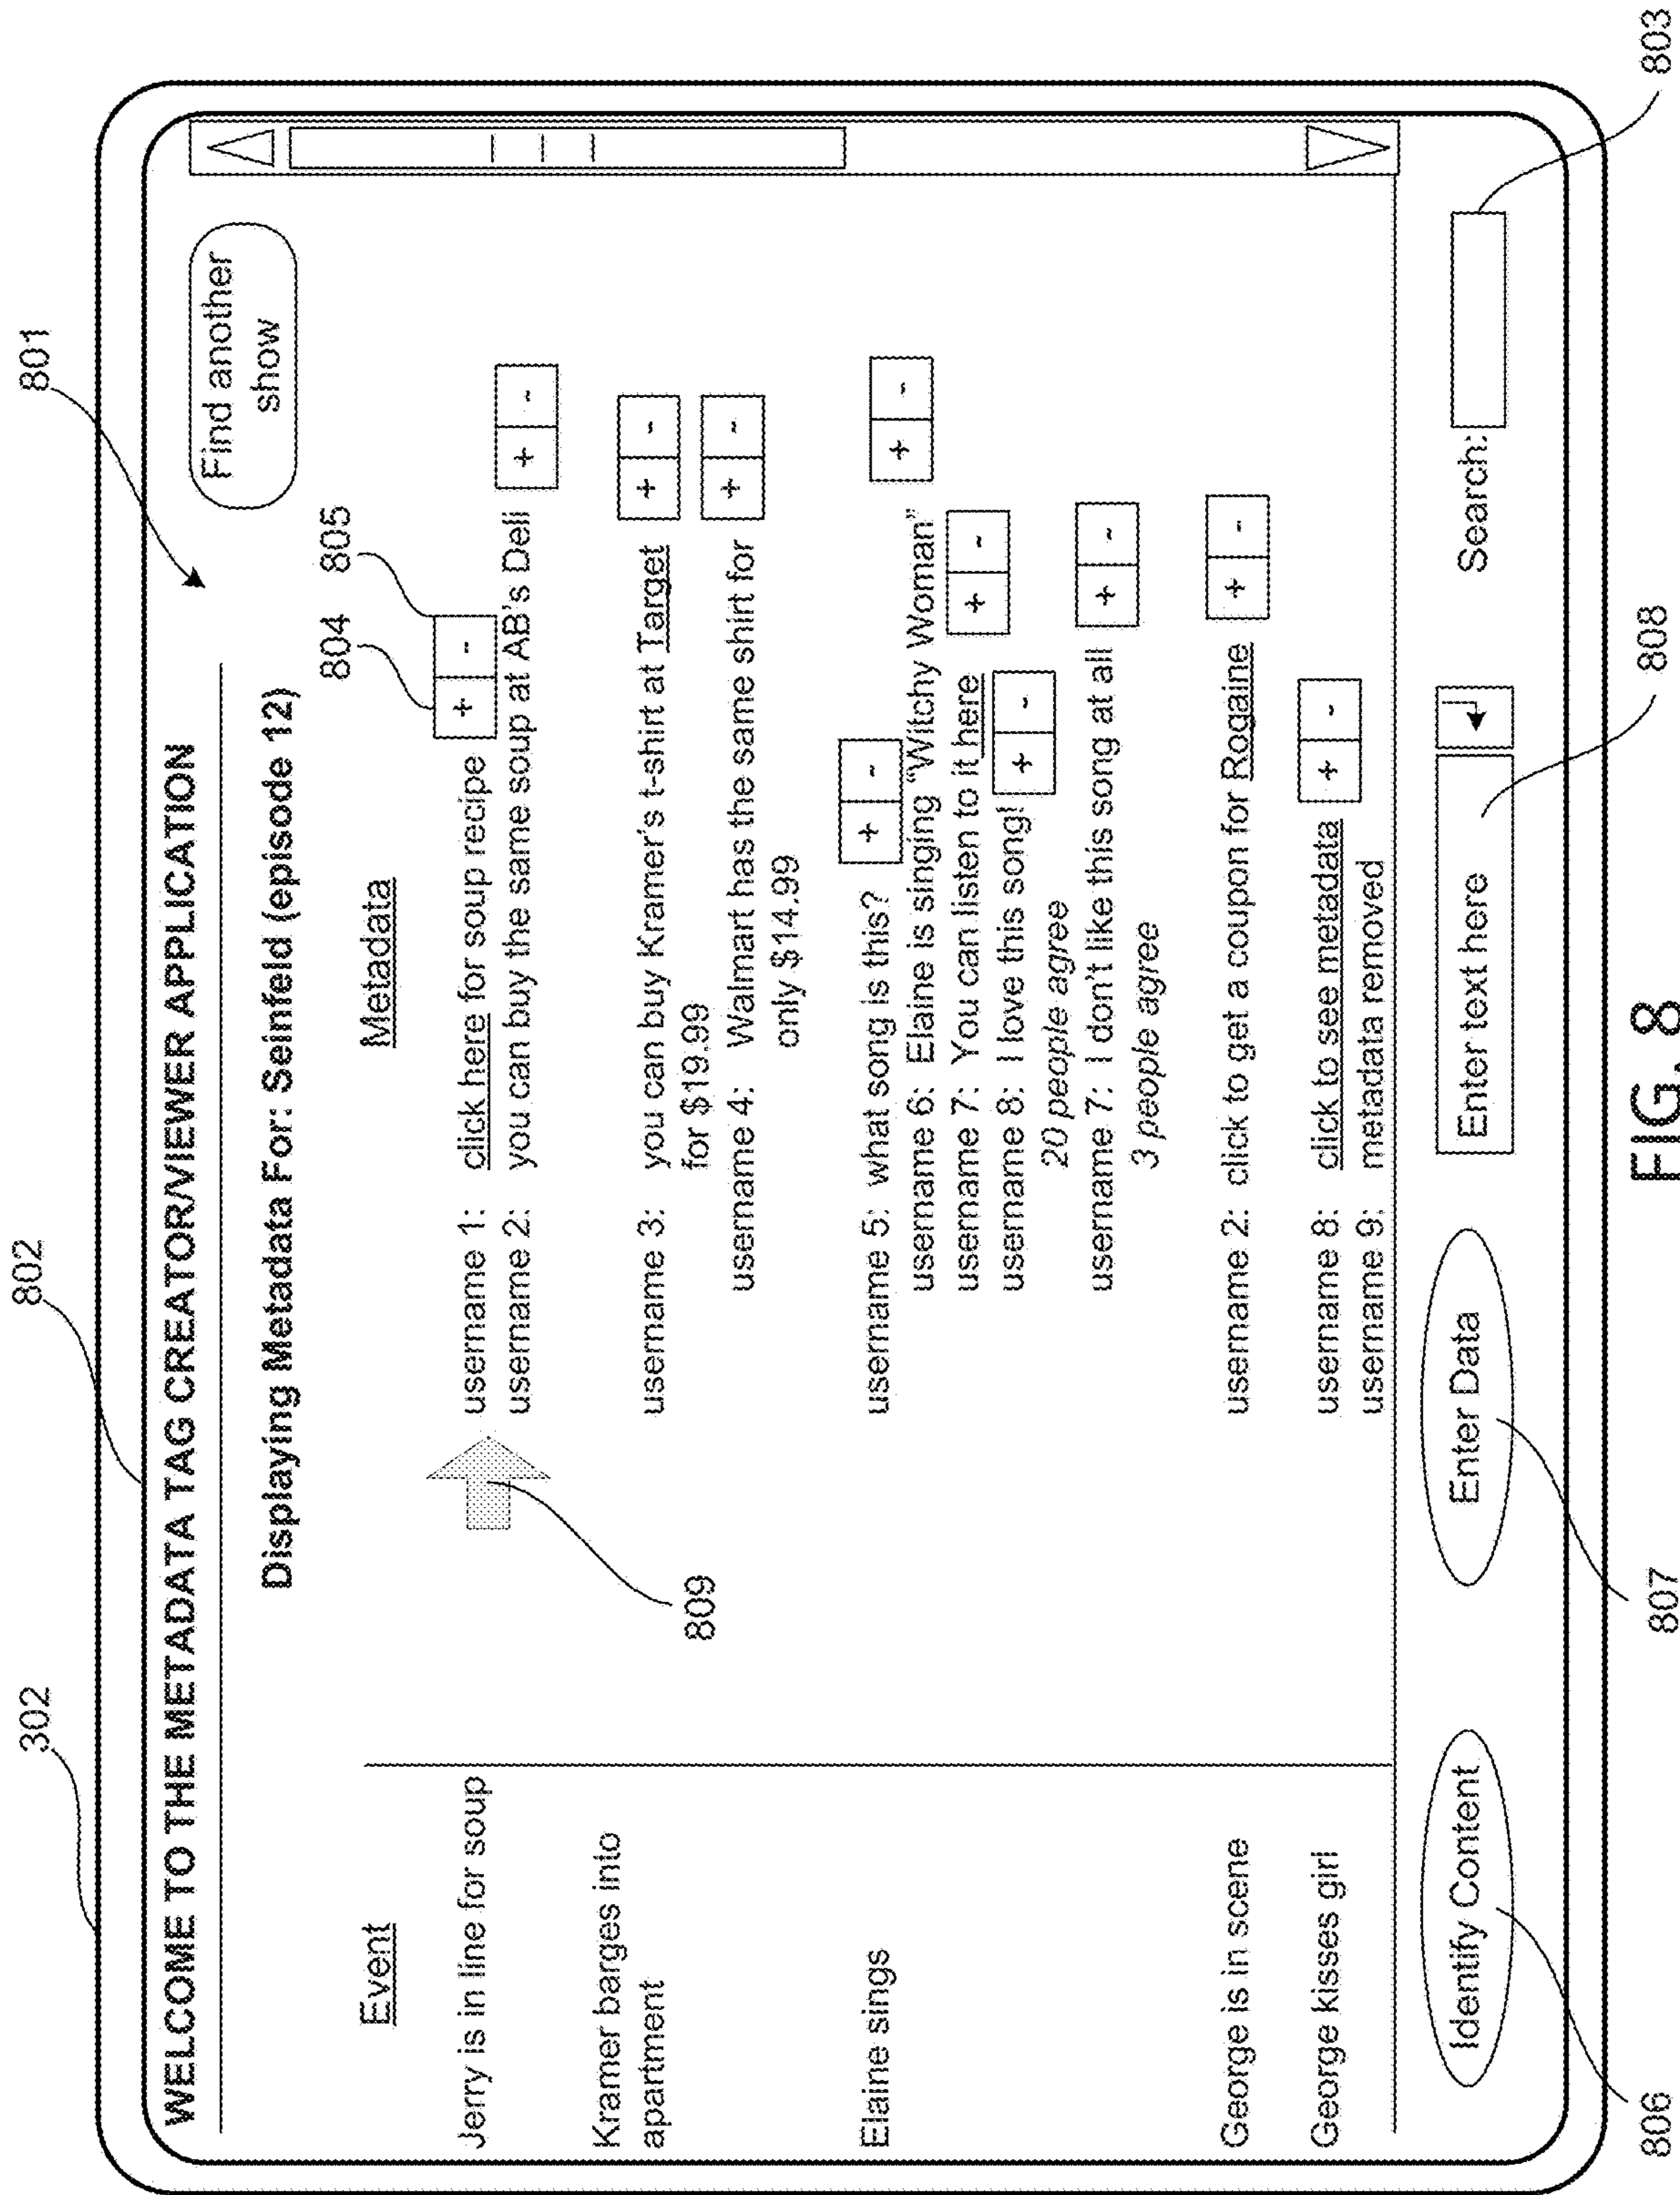 302
802
801
WELCOME TO THE METADATA TAG CREATOR/VIEWER APPLICATION
Find another
show
Displaying Metadata For: Seinfeld (episode 12)
804
805
Event
Metadata
Jerry is in line for soup
username 1: click here for soup recipe + -
username 2: you can buy the same soup at AB's Deli + -
809
Kramer barges into
apartment
username 3: you can buy Kramer's t-shirt at Target + -
for $19.99
username 4: Walmart has the same shirt for + -
only $14.99
Elaine sings
username 5: what song is this? + -
username 6: Elaine is singing "Witchy Woman" + -
username 7: You can listen to it here + -
username 8: I love this song! + -
20 people agree
username 7: I don't like this song at all + -
3 people agree
George is in scene
username 2: click to get a coupon for Rogaine + -
George kisses girl
username 8: click to see metadata + -
username 9: metadata removed
Identify Content
Enter Data
Enter text here
Search:
806
807
808
803
FIG. 8